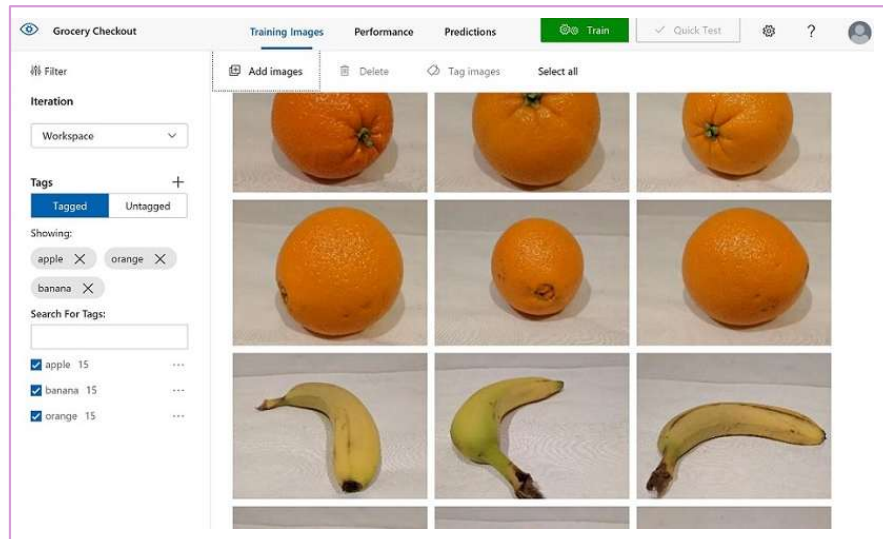 Grocery Checkout
Training Images Performance Predictions Train Quick Test ?
Filter
Add images Delete Tag images Select all
Iteration
Workspace
Tags
Tagged Untagged
Showing:
apple orange
banana
Search For Tags:
apple 15
banana 15
orange 15